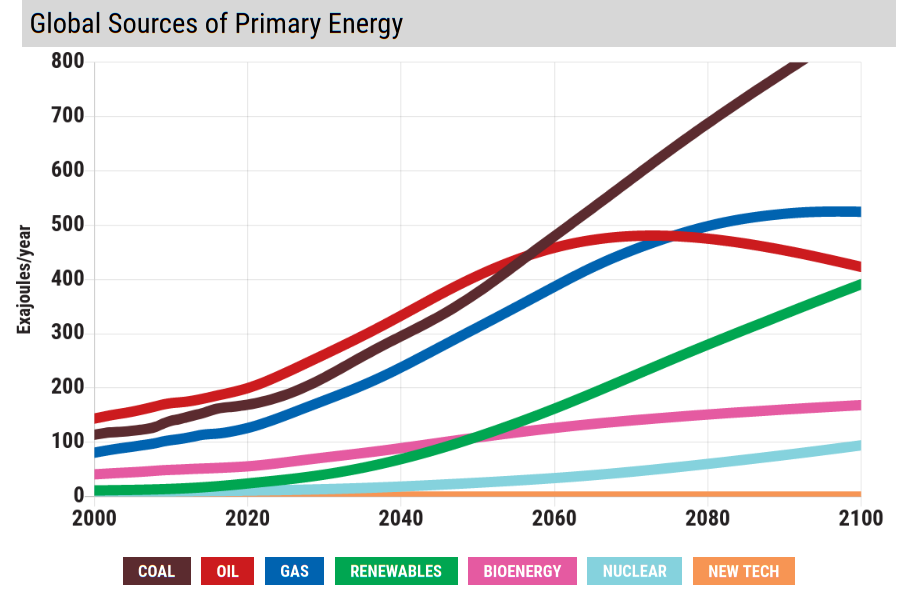 Global Sources of Primary Energy
800
700
600
500
400
300
200
100
0
Exajoules/year
2000 2020 2040 2060 2080 2100
COAL OIL GAS RENEWABLES BIOENERGY NUCLEAR NEW TECH